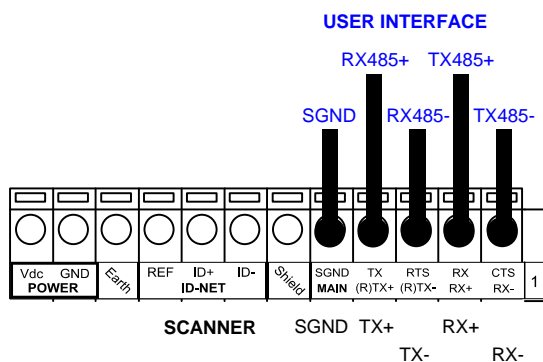 USER INTERFACE
RX485+ TX485+
SGND RX485- TX485-
Vdc GND Earth REF ID+ ID- Shield SGND TX RTS RX CTS
POWER ID-NET MAIN (R)TX+ (R)TX- RX+ RX- 1
SCANNER SGND TX+ RX+
TX- RX-